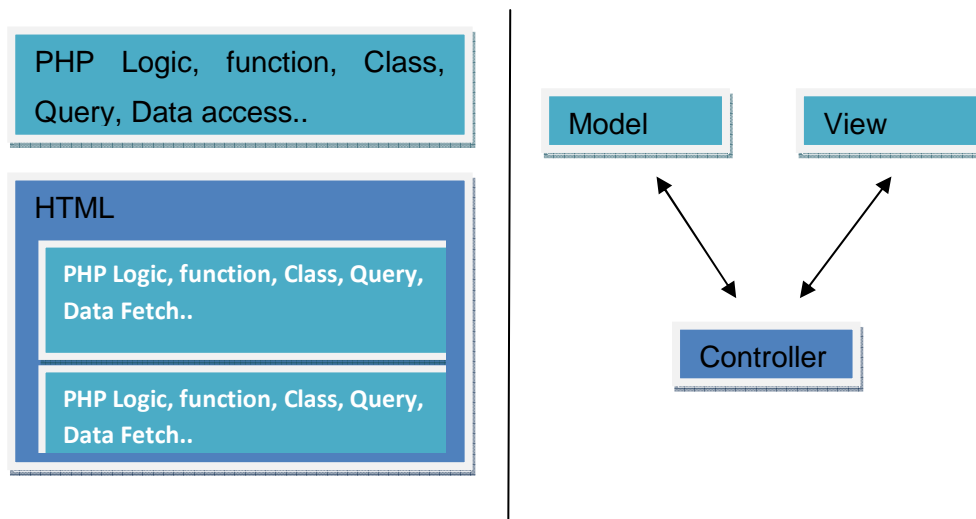 PHP Logic, function, Class,
Query, Data access..
HTML
PHP Logic, function, Class, Query,
Data Fetch..
PHP Logic, function, Class, Query,
Data Fetch..
Model
View
Controller